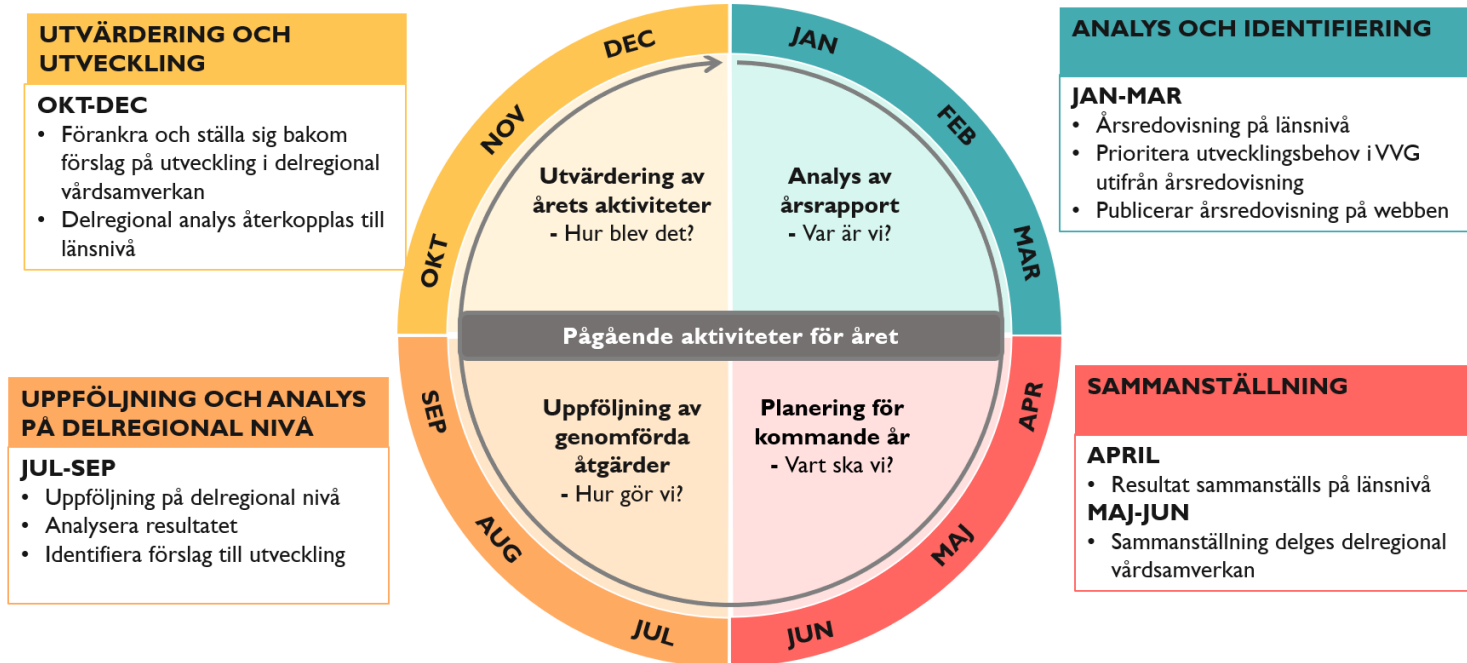 UTVÄRDERING OCH
UTVECKLING
OKT-DEC
• Förankra och ställa sig bakom
förslag på utveckling i delregional
vårdsamverkan
• Delregional analys återkopplas till
länsnivå
DEC
JAN
NOV
FEB
OKT
MAR
Utvärdering av
årets aktiviteter
- Hur blev det?
Analys av
årsrapport
- Var är vi?
ANALYS OCH IDENTIFIERING
JAN-MAR
• Årsredovisning på länsnivå
• Prioritera utvecklingsbehov i VVG
utifrån årsredovisning
• Publicerar årsredovisning på webben
Pågående aktiviteter för året
UPPFÖLJNING OCH ANALYS
PÅ DELREGIONAL NIVÅ
JUL-SEP
• Uppföljning på delregional nivå
• Analysera resultatet
• Identifiera förslag till utveckling
SEP
APR
Uppföljning av
genomförda
åtgärder
- Hur gör vi?
Planering för
kommande år
- Vart ska vi?
AUG
MAJ
JUL
JUN
SAMMANSTÄLLNING
APRIL
• Resultat sammanställs på länsnivå
MAJ-JUN
• Sammanställning delges delregional
vårdsamverkan